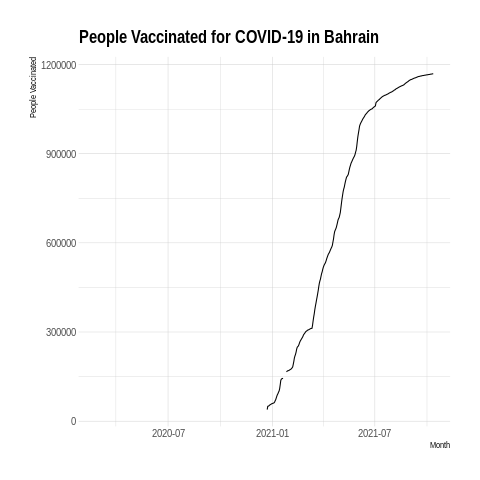 People Vaccinated for COVID-19 in Bahrain
People Vaccinated
1200000
900000
600000
300000
0
2020-07
2021-01
2021-07
Month